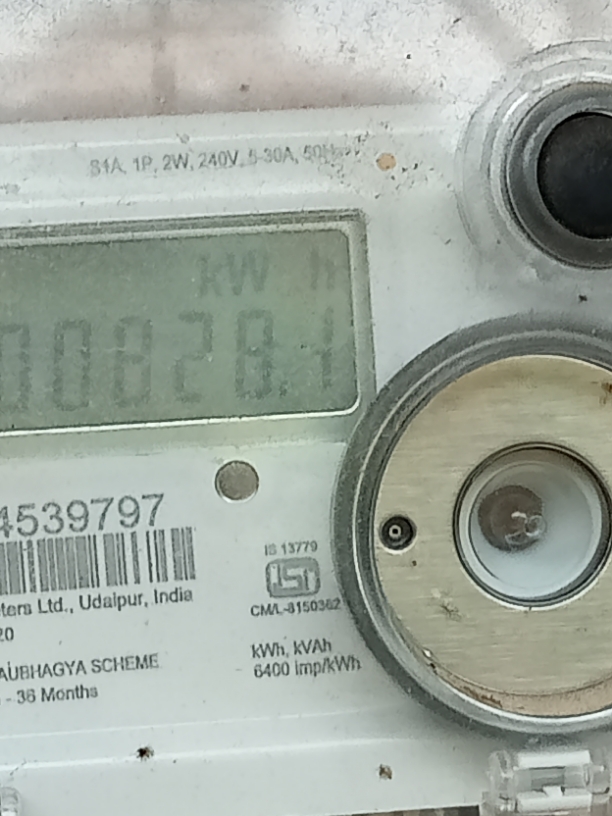 S1A, 1P, 2W, 240V, 5-30A, 50Hz
kW h
00828.1
4539797
IS 13779
ISI
CM/L-8150362
ters Ltd., Udaipur, India
20
AUBHAGYA SCHEME
- 36 Months
kWh, kVAh
6400 imp/kWh